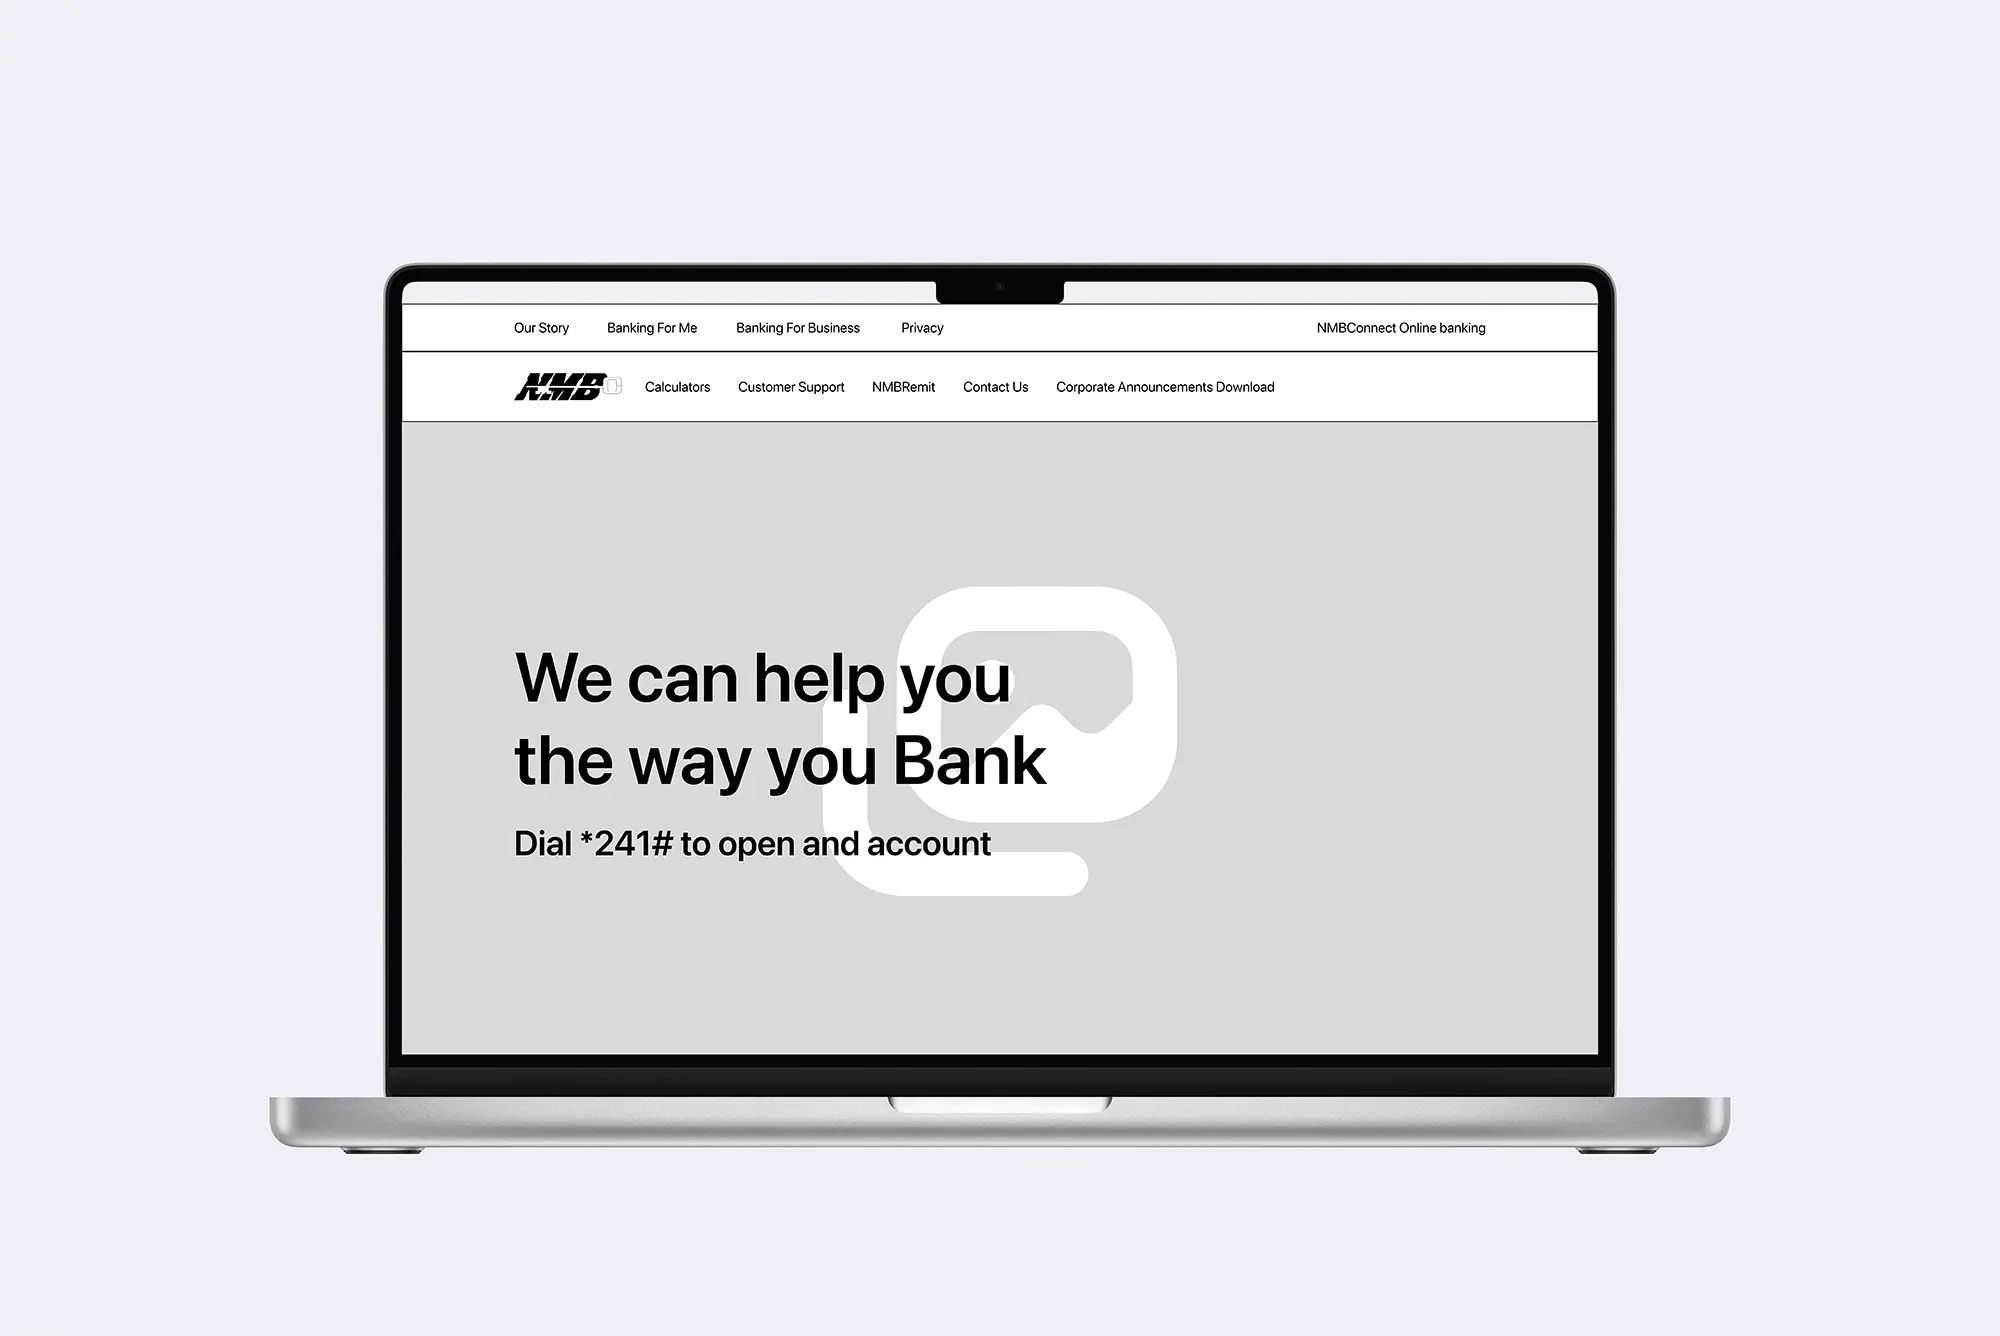 Our Story Banking For Me Banking For Business Privacy NMBConnect Online banking
NMB Calculators Customer Support NMBRemit Contact Us Corporate Announcements Download
We can help you
the way you Bank
Dial *241# to open and account